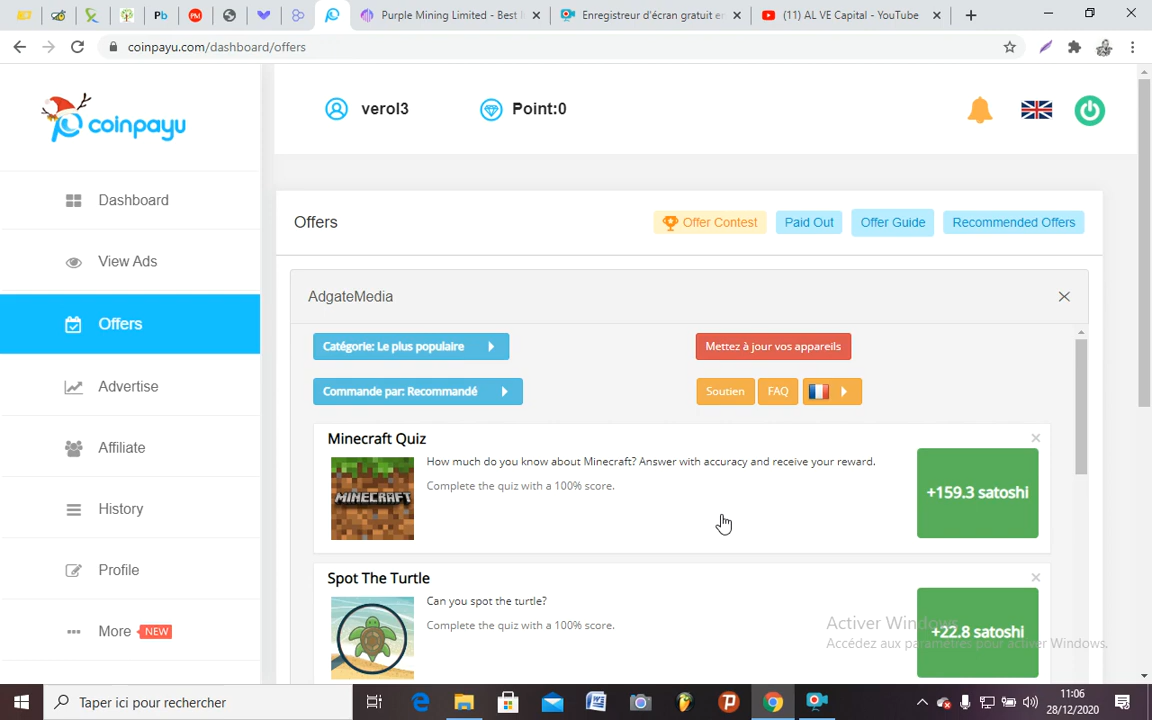 Purple Mining Limited - Best I
Enregistreur d'écran gratuit er
(11) AL VE Capital - YouTube
coinpayu.com/dashboard/offers
coinpayu
verol3
Point:0
Dashboard
View Ads
Offers
Advertise
Affiliate
History
Profile
More NEW
Offers
Offer Contest
Paid Out
Offer Guide
Recommended Offers
AdgateMedia
Catégorie: Le plus populaire
Mettez à jour vos appareils
Commande par: Recommandé
Soutien
FAQ
Minecraft Quiz
MINECRAFT
How much do you know about Minecraft? Answer with accuracy and receive your reward.
Complete the quiz with a 100% score.
+159.3 satoshi
Spot The Turtle
Can you spot the turtle?
Complete the quiz with a 100% score.
+22.8 satoshi
Activer Windows
Accédez aux paramètres pour activer Windows.
Taper ici pour rechercher
11:06
28/12/2020